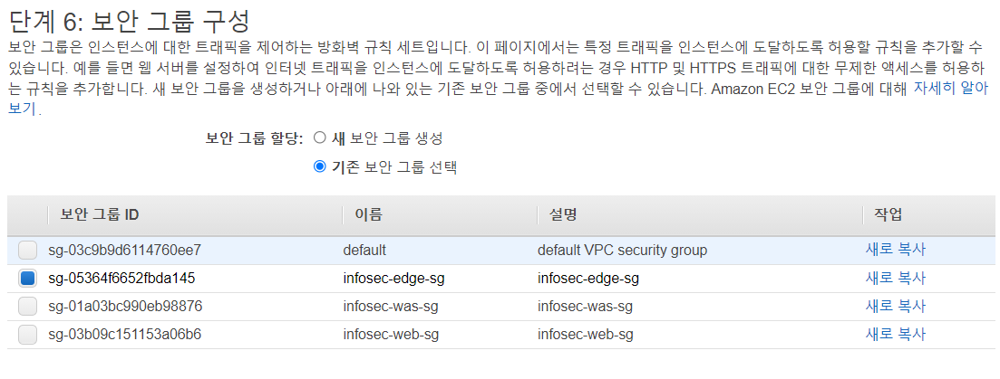 단계 6: 보안 그룹 구성
보안 그룹은 인스턴스에 대한 트래픽을 제어하는 방화벽 규칙 세트입니다. 이 페이지에서는 특정 트래픽을 인스턴스에 도달하도록 허용할 규칙을 추가할 수
있습니다. 예를 들면 웹 서버를 설정하여 인터넷 트래픽을 인스턴스에 도달하도록 허용하려는 경우 HTTP 및 HTTPS 트래픽에 대한 무제한 액세스를 허용하
는 규칙을 추가합니다. 새 보안 그룹을 생성하거나 아래에 나와 있는 기존 보안 그룹 중에서 선택할 수 있습니다. Amazon EC2 보안 그룹에 대해 자세히 알아
보기 .
보안 그룹 할당: 새 보안 그룹 생성
기존 보안 그룹 선택
보안 그룹 ID 이름 설명 작업
sg-03c9b9d6114760ee7 default default VPC security group 새로 복사
sg-05364f6652fbda145 infosec-edge-sg infosec-edge-sg 새로 복사
sg-01a03bc990eb98876 infosec-was-sg infosec-was-sg 새로 복사
sg-03b09c151153a06b6 infosec-web-sg infosec-web-sg 새로 복사